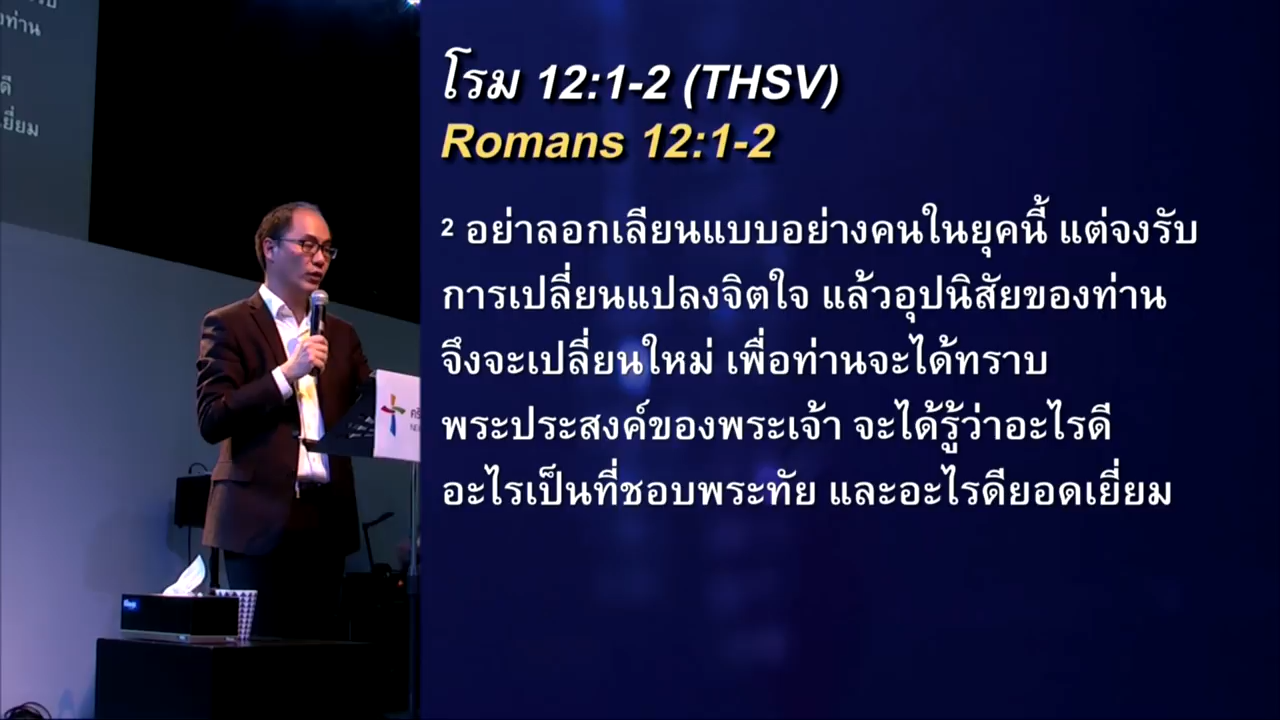 โรม 12:1-2 (THSV)
Romans 12:1-2
2 อย่าลอกเลียนแบบอย่างคนในยุคนี้ แต่จงรับ
การเปลี่ยนแปลงจิตใจ แล้วอุปนิสัยของท่าน
จึงจะเปลี่ยนใหม่ เพื่อท่านจะได้ทราบ
พระประสงค์ของพระเจ้า จะได้รู้ว่าอะไรดี
อะไรเป็นที่ชอบพระทัย และอะไรดียอดเยี่ยม